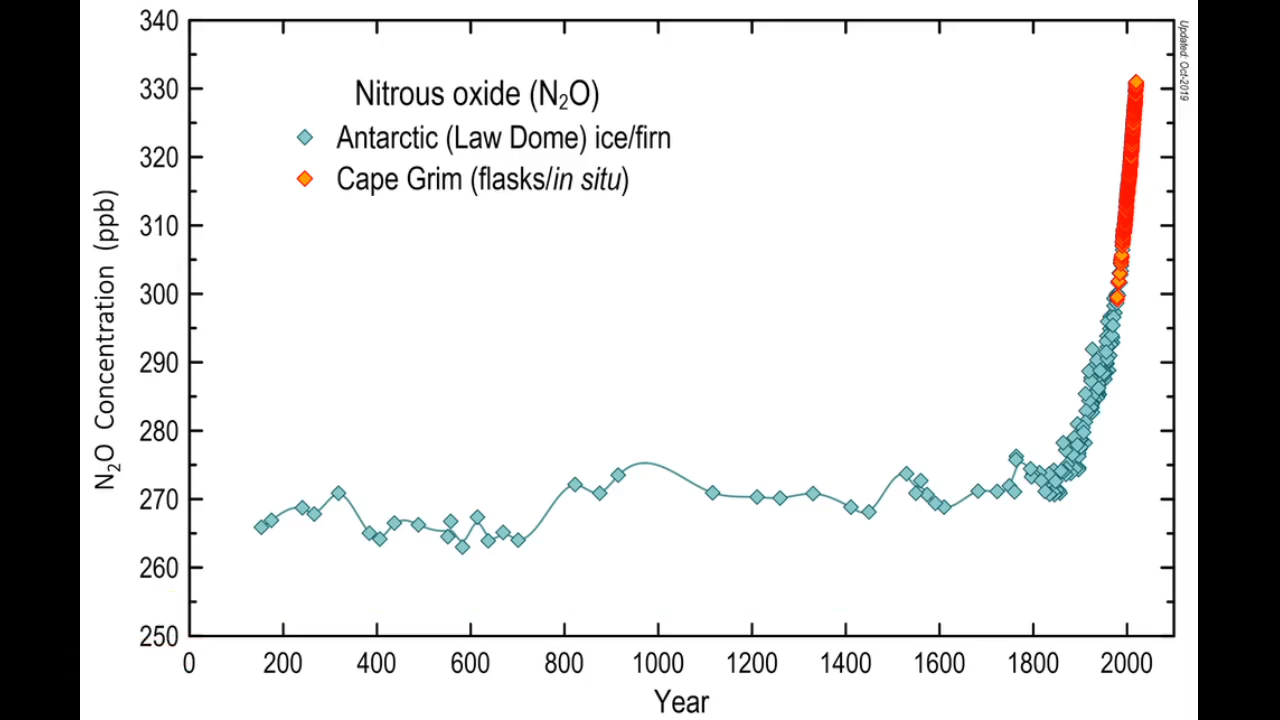 340
330
320
310
300
290
280
270
260
250
N₂O Concentration (ppb)
Nitrous oxide (N₂O)
Antarctic (Law Dome) ice/firn
Cape Grim (flasks/in situ)
Updated: Oct-2019
0 200 400 600 800 1000 1200 1400 1600 1800 2000
Year